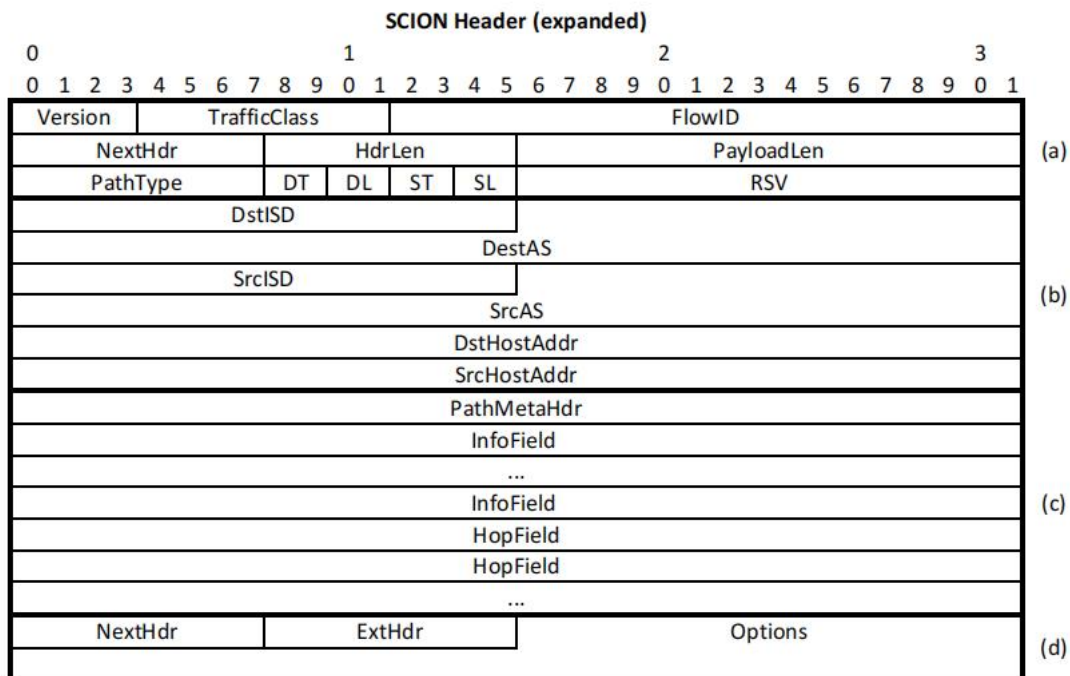 SCION Header (expanded)
0 1 2 3
0 1 2 3 4 5 6 7 8 9 0 1 2 3 4 5 6 7 8 9 0 1 2 3 4 5 6 7 8 9 0 1
Version TrafficClass FlowID
NextHdr HdrLen PayloadLen (a)
PathType DT DL ST SL RSV
DstISD
DestAS
SrcISD
(b)
SrcAS
DstHostAddr
SrcHostAddr
PathMetaHdr
InfoField
...
InfoField (c)
HopField
HopField
...
NextHdr ExtHdr Options
(d)